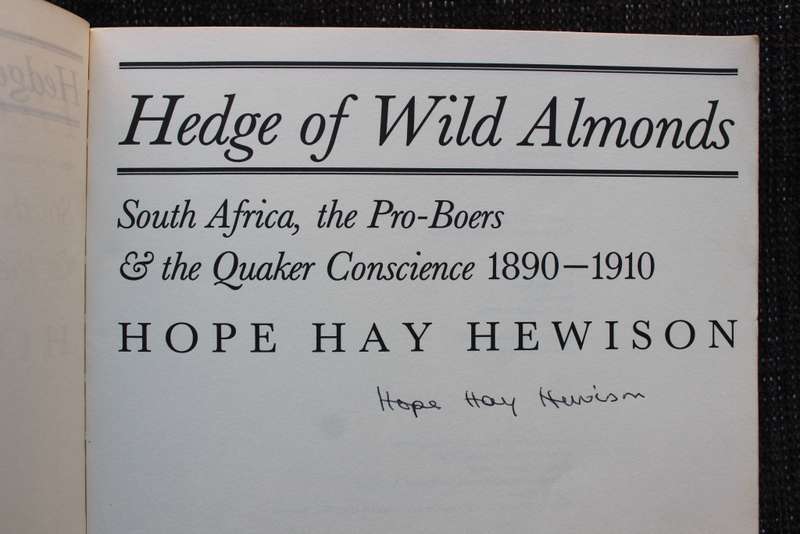 Hedge of Wild Almonds
South Africa, the Pro-Boers
& the Quaker Conscience 1890–1910
HOPE HAY HEWISON
Hope Hay Hewison